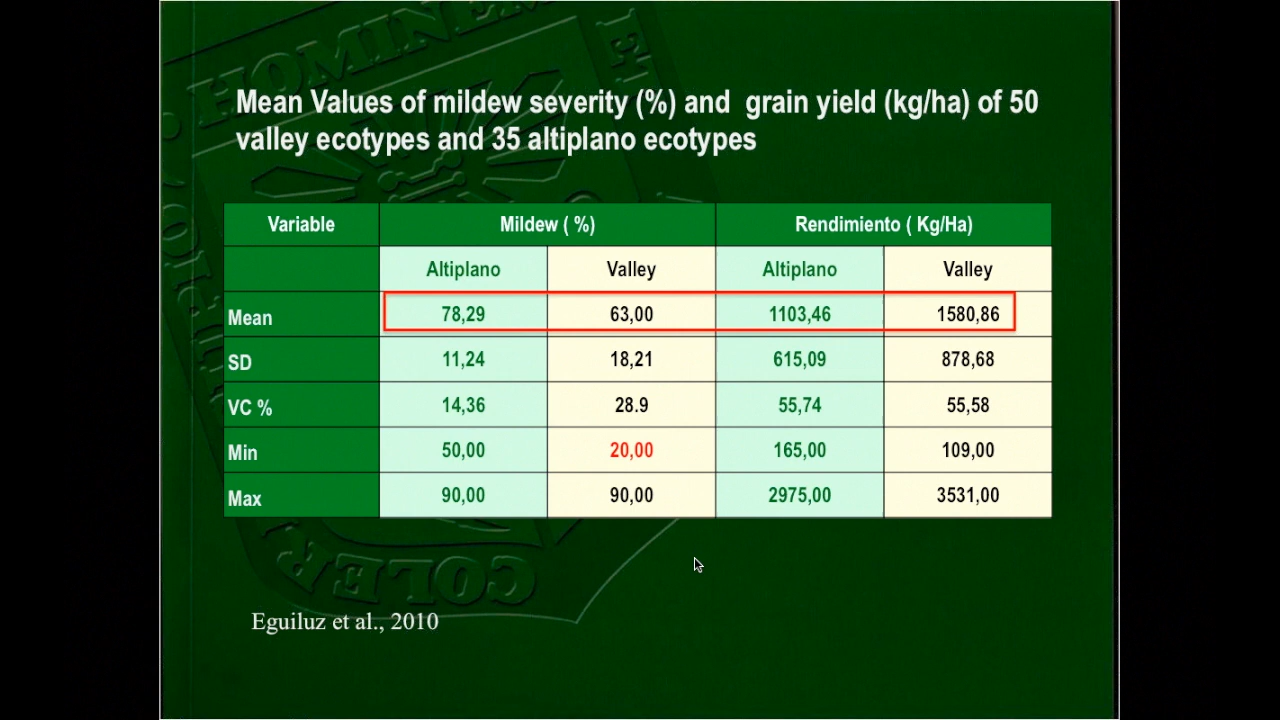 HOMINEM
Mean Values of mildew severity (%) and grain yield (kg/ha) of 50
valley ecotypes and 35 altiplano ecotypes
Variable Mildew ( %) Rendimiento ( Kg/Ha)
Altiplano Valley Altiplano Valley
Mean 78,29 63,00 1103,46 1580,86
SD 11,24 18,21 615,09 878,68
VC % 14,36 28.9 55,74 55,58
Min 50,00 20,00 165,00 109,00
Max 90,00 90,00 2975,00 3531,00
COLERE
Eguiluz et al., 2010